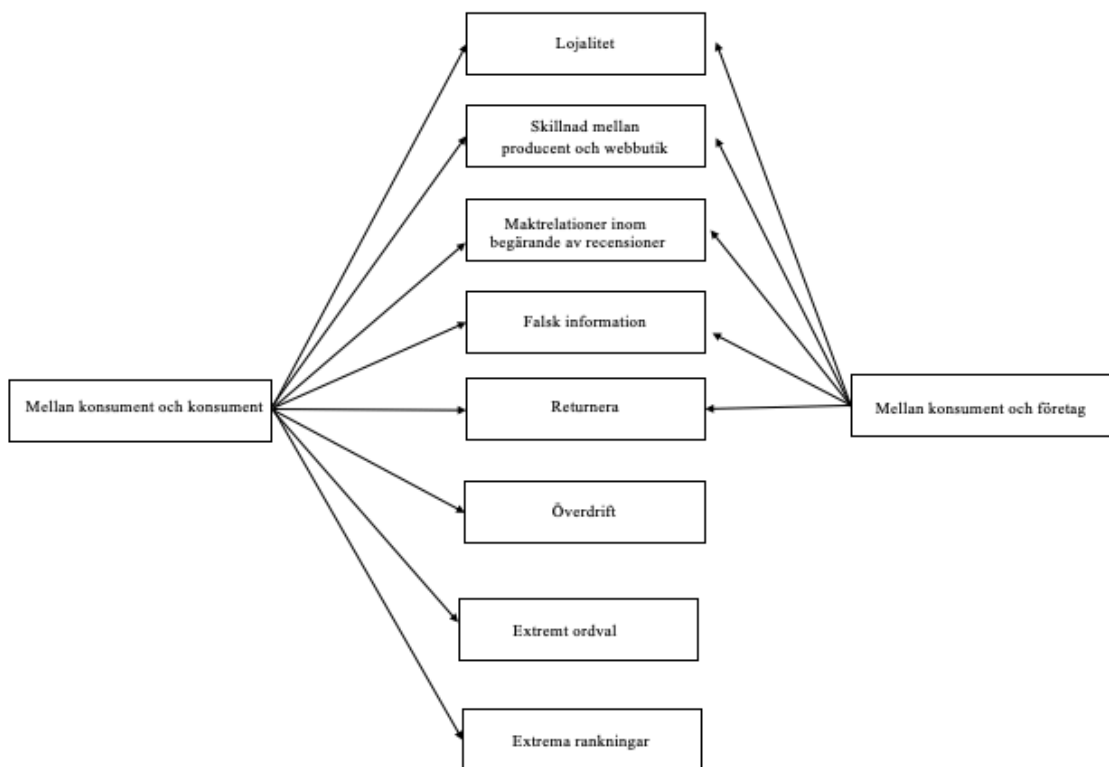 Lojalitet
Skillnad mellan
producent och webbutik
Maktrelationer inom
begärande av recensioner
Falsk information
Mellan konsument och konsument
Returnera
Mellan konsument och företag
Överdrift
Extremt ordval
Extrema rankningar